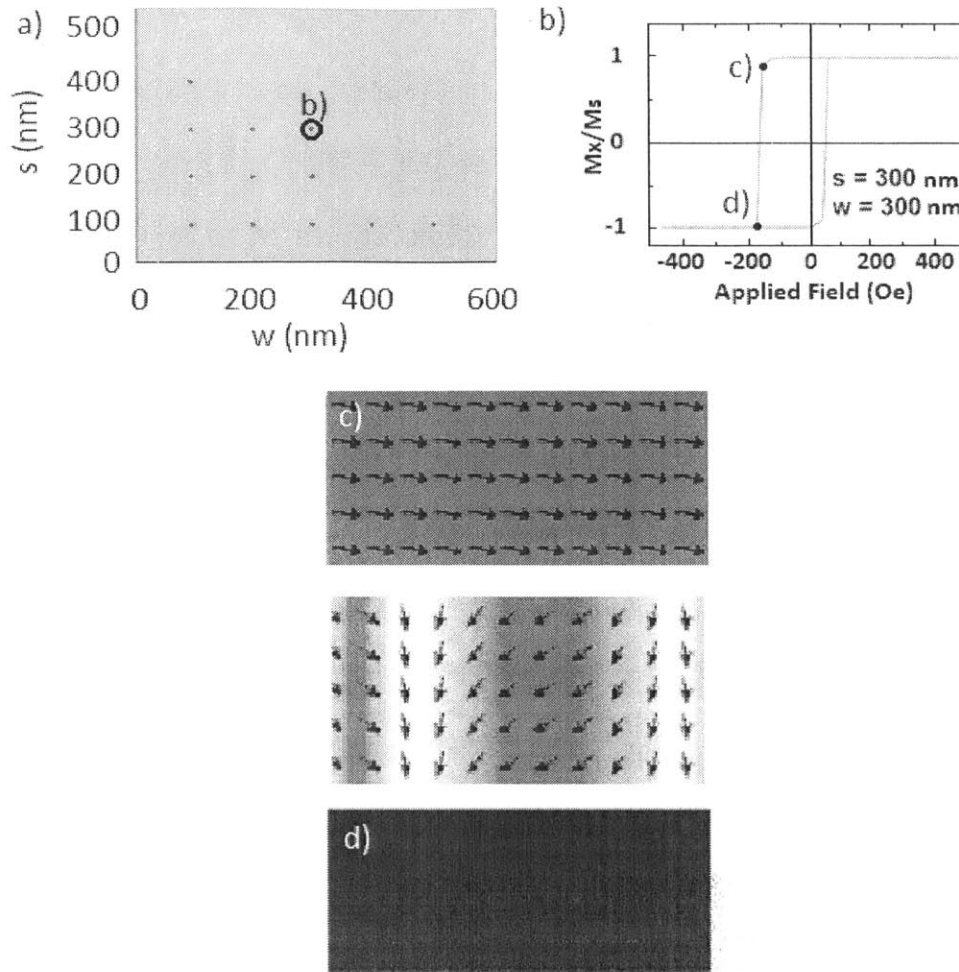 a)
500
400
300
200
100
0
s (nm)
b)
0 200 400 600
w (nm)
b)
1
0
-1
Mx/Ms
c)
d)
s = 300 nm
w = 300 nm
-400 -200 0 200 400
Applied Field (Oe)
c)
d)